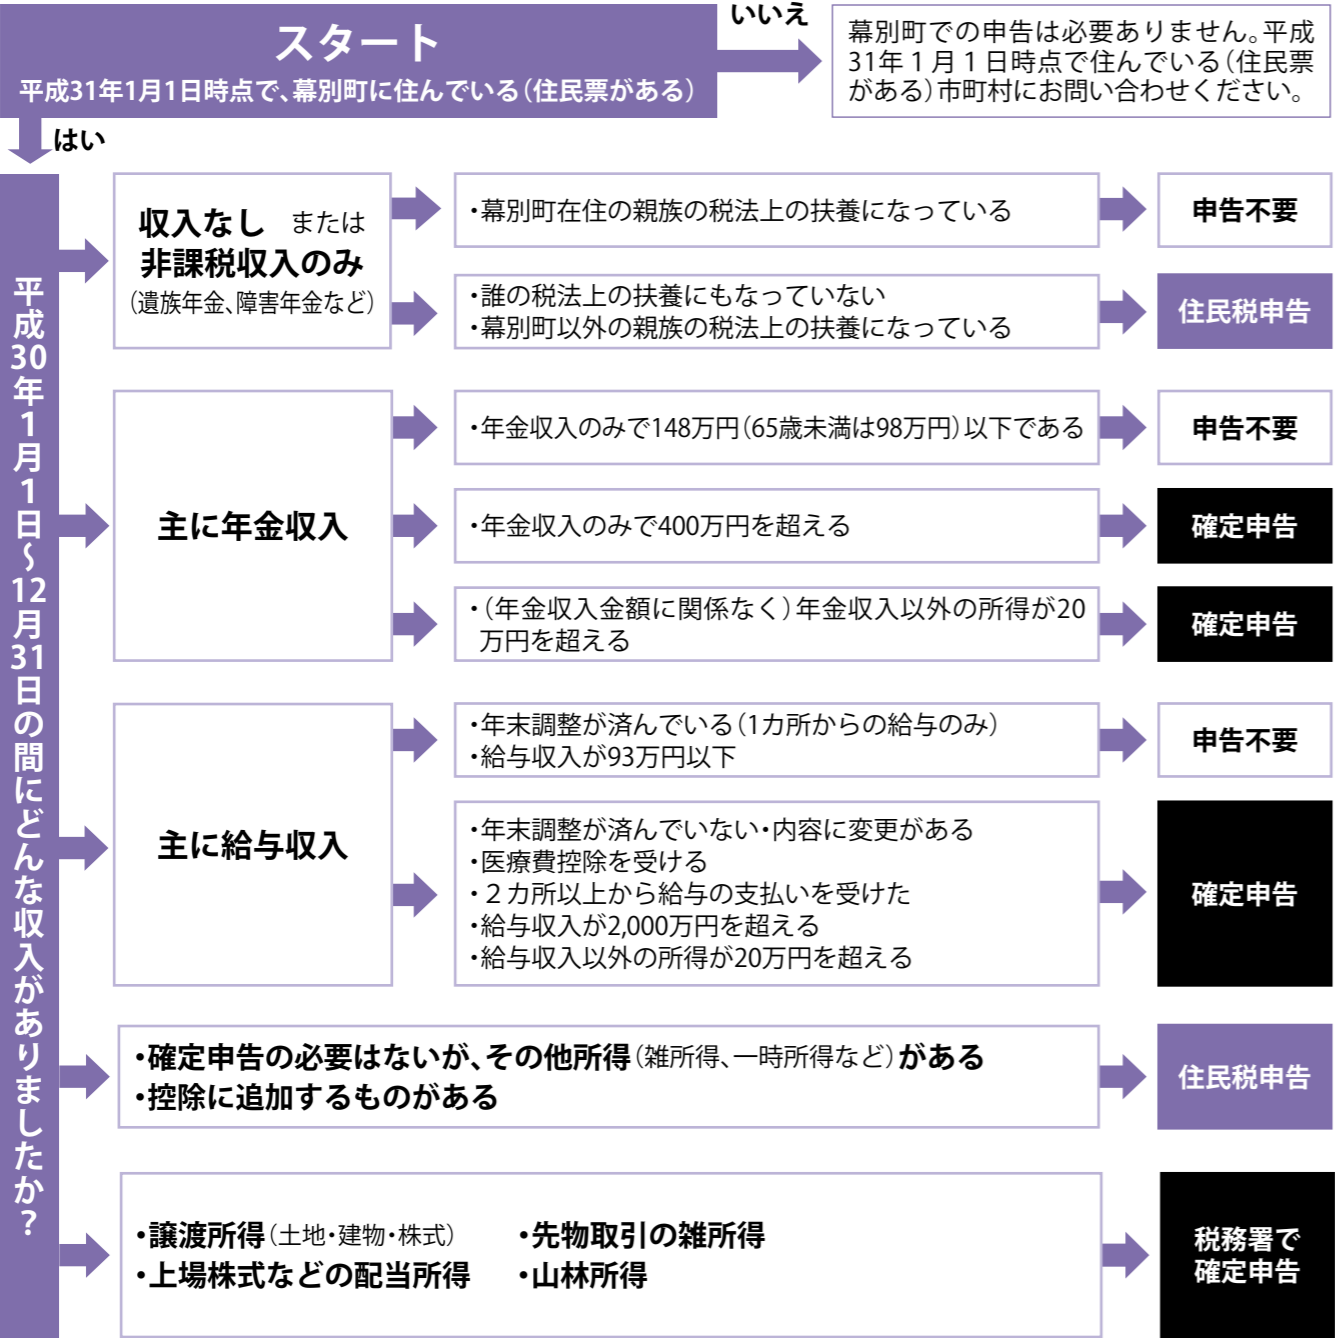 スタート
平成31年1月1日時点で、幕別町に住んでいる（住民票がある）
いいえ
幕別町での申告は必要ありません。平成
31年１月１日時点で住んでいる（住民票
がある）市町村にお問い合わせください。
はい
平成30年1月1日〜12月31日の間にどんな収入がありましたか？
収入なし　または
非課税収入のみ
（遺族年金、障害年金など）
・幕別町在住の親族の税法上の扶養になっている
申告不要
・誰の税法上の扶養にもなっていない
・幕別町以外の親族の税法上の扶養になっている
住民税申告
主に年金収入
・年金収入のみで148万円（65歳未満は98万円）以下である
申告不要
・年金収入のみで400万円を超える
確定申告
・（年金収入金額に関係なく）年金収入以外の所得が20
万円を超える
確定申告
主に給与収入
・年末調整が済んでいる（1カ所からの給与のみ）
・給与収入が93万円以下
申告不要
・年末調整が済んでいない・内容に変更がある
・医療費控除を受ける
・２カ所以上から給与の支払いを受けた
・給与収入が2,000万円を超える
・給与収入以外の所得が20万円を超える
確定申告
・確定申告の必要はないが、その他所得（雑所得、一時所得など）がある
・控除に追加するものがある
住民税申告
・譲渡所得（土地・建物・株式）　・先物取引の雑所得
・上場株式などの配当所得　・山林所得
税務署で
確定申告